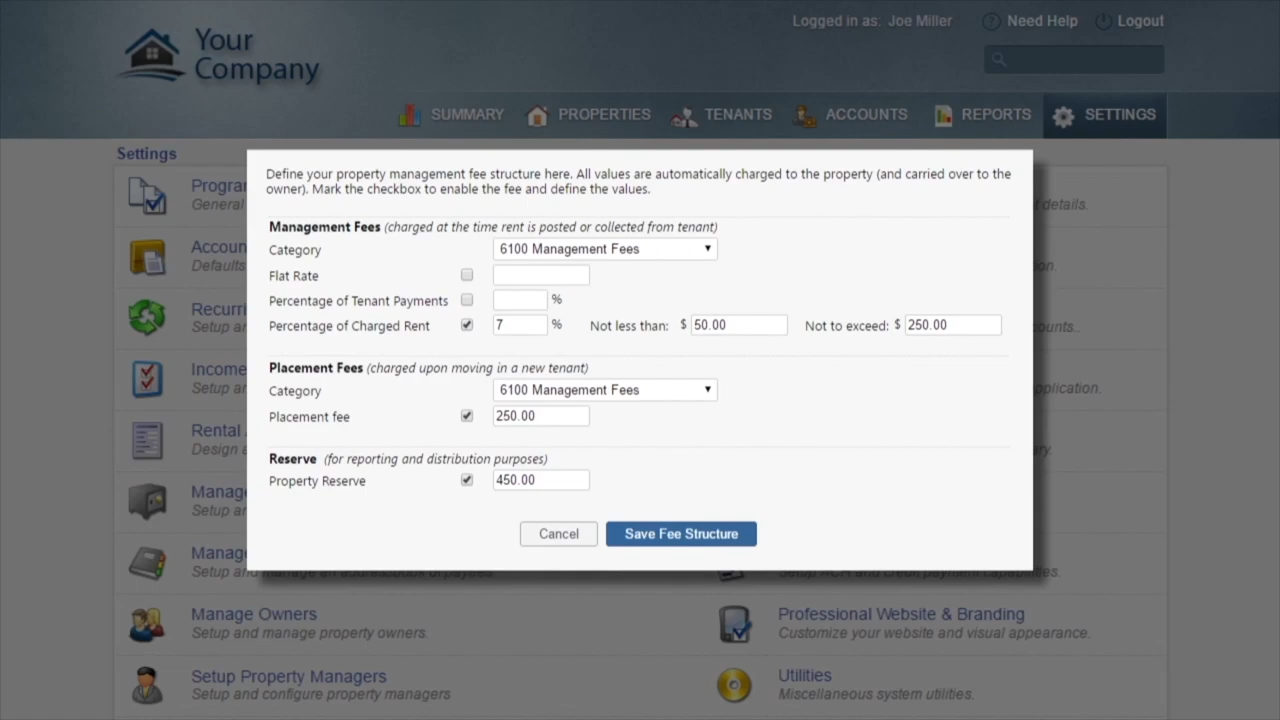 Logged in as: Joe Miller Need Help Logout
Your
Company
SUMMARY PROPERTIES TENANTS ACCOUNTS REPORTS SETTINGS
Settings
Define your property management fee structure here. All values are automatically charged to the property (and carried over to the
owner). Mark the checkbox to enable the fee and define the values.
Management Fees (charged at the time rent is posted or collected from tenant)
Category 6100 Management Fees
Flat Rate
Percentage of Tenant Payments %
Percentage of Charged Rent 7 % Not less than: $ 50.00 Not to exceed: $ 250.00
Placement Fees (charged upon moving in a new tenant)
Category 6100 Management Fees
Placement fee 250.00
Reserve (for reporting and distribution purposes)
Property Reserve 450.00
Cancel Save Fee Structure
General details.
Defaults
Setup
Income
Setup application.
Rental
Design
Setup
Setup and manage an addressbook of payees. Setup ACH and credit payment capabilities.
Manage Owners Professional Website & Branding
Setup and manage property owners. Customize your website and visual appearance.
Setup Property Managers Utilities
Setup and configure property managers Miscellaneous system utilities.